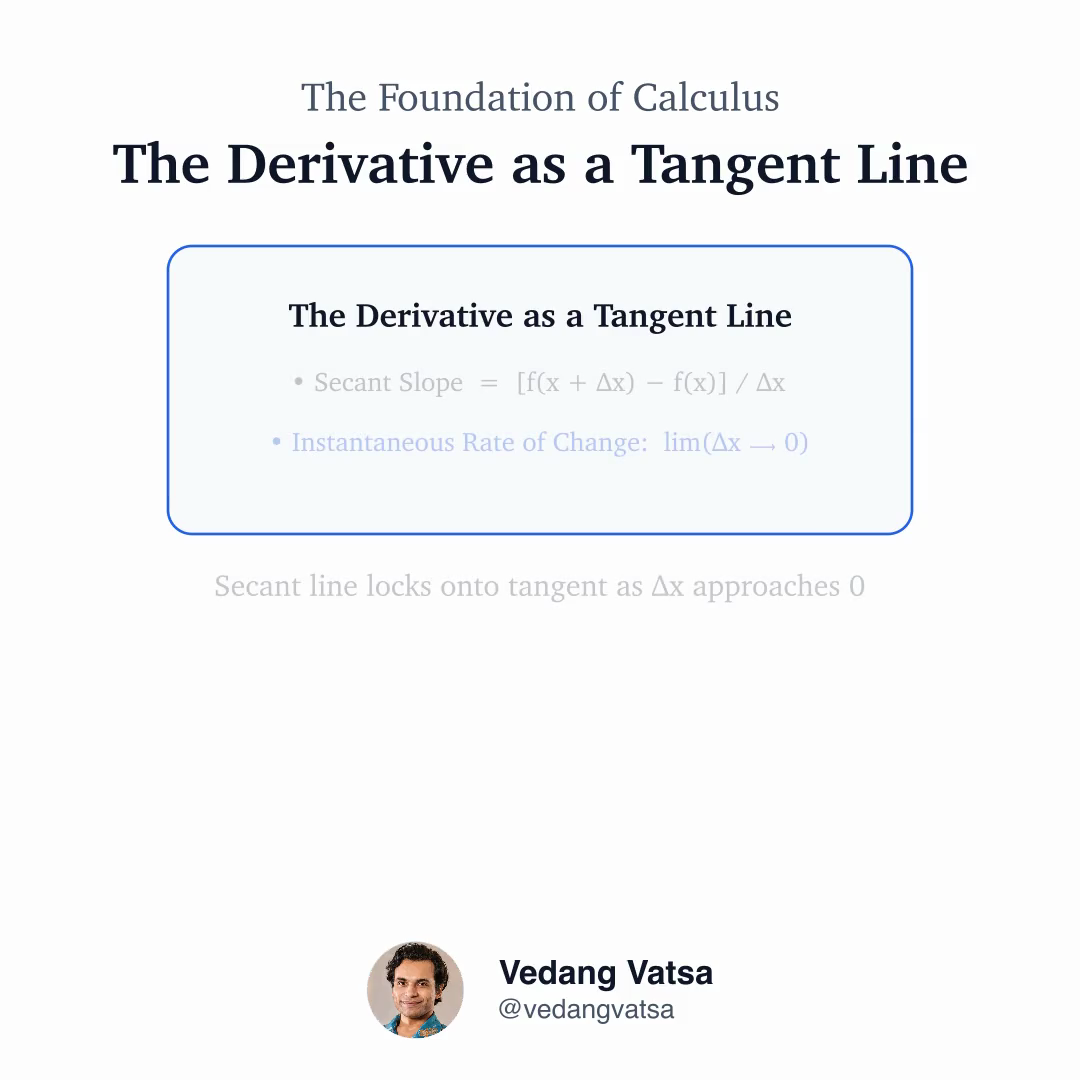 The Foundation of Calculus
The Derivative as a Tangent Line
The Derivative as a Tangent Line
• Secant Slope = [f(x + Δx) − f(x)] / Δx
• Instantaneous Rate of Change: lim(Δx ⟶ 0)
Secant line locks onto tangent as Δx approaches 0
Vedang Vatsa
@vedangvatsa